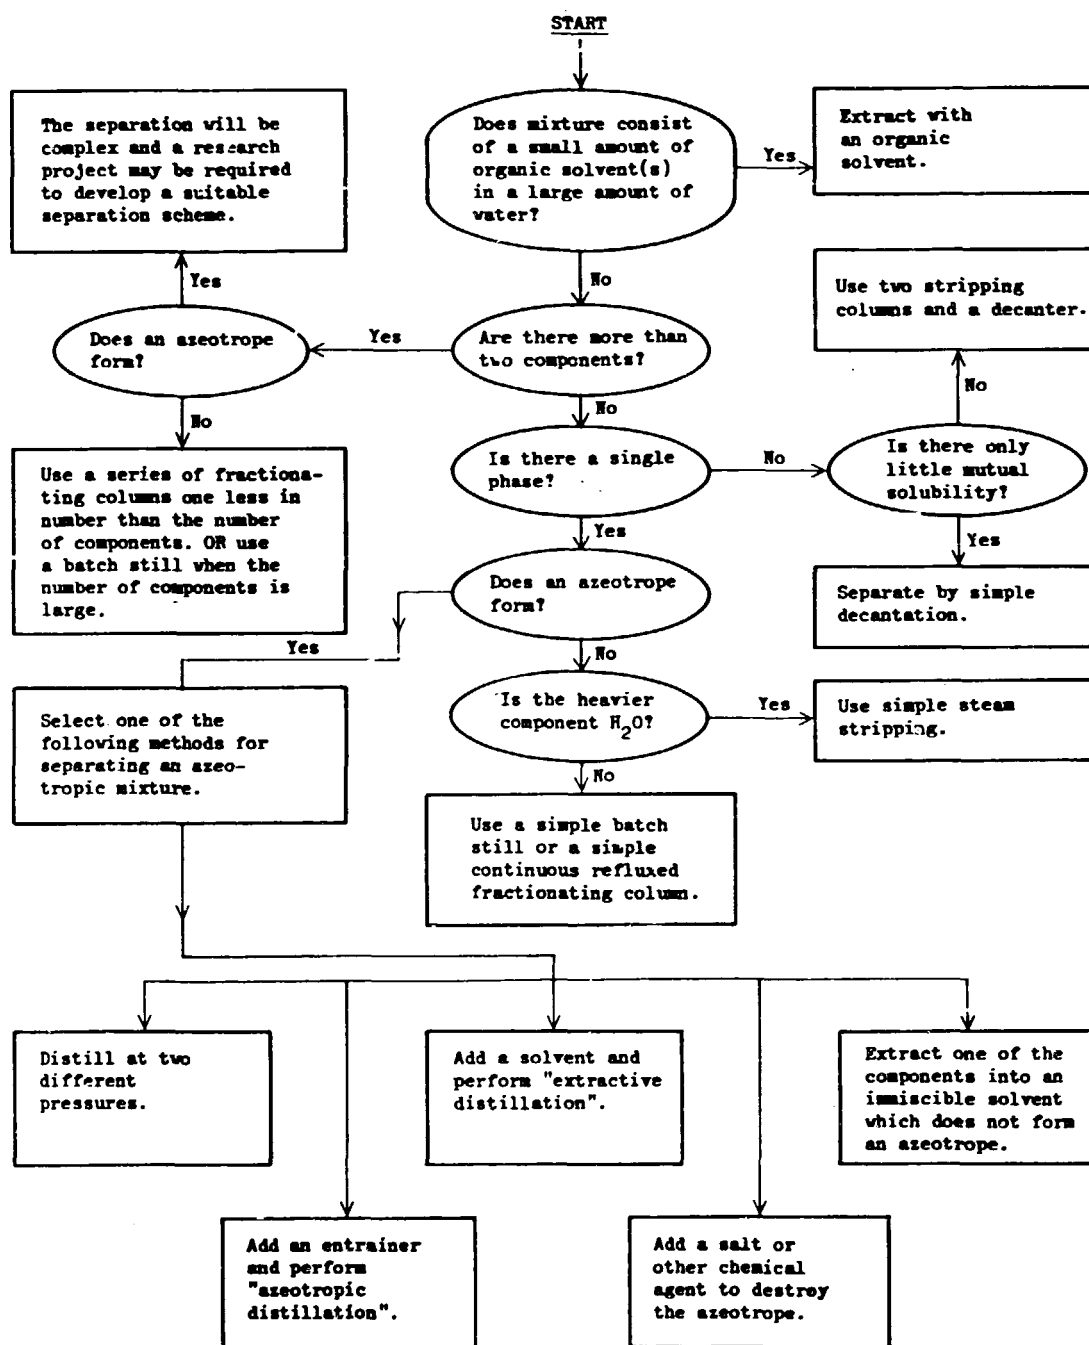 START
Does mixture consist
of a small amount of
organic solvent(s)
in a large amount of
water?
Yes
Extract with
an organic
solvent.
The separation will be
complex and a research
project may be required
to develop a suitable
separation scheme.
No
Yes
Use two stripping
columns and a decanter.
Does an azeotrope
form?
Yes
Are there more than
two components?
No
No
No
Use a series of fractiona-
ting columns one less in
number than the number
of components. OR use
a batch still when the
number of components is
large.
Is there a single
phase?
No
Is there only
little mutual
solubility?
Yes
Yes
Does an azeotrope
form?
Separate by simple
decantation.
Yes
No
Select one of the
following methods for
separating an azeo-
tropic mixture.
Is the heavier
component H₂O?
Yes
Use simple steam
stripping.
No
Use a simple batch
still or a simple
continuous refluxed
fractionating column.
Distill at two
different
pressures.
Add a solvent and
perform "extractive
distillation".
Extract one of the
components into an
immiscible solvent
which does not form
an azeotrope.
Add an entrainer
and perform
"azeotropic
distillation".
Add a salt or
other chemical
agent to destroy
the azeotrope.